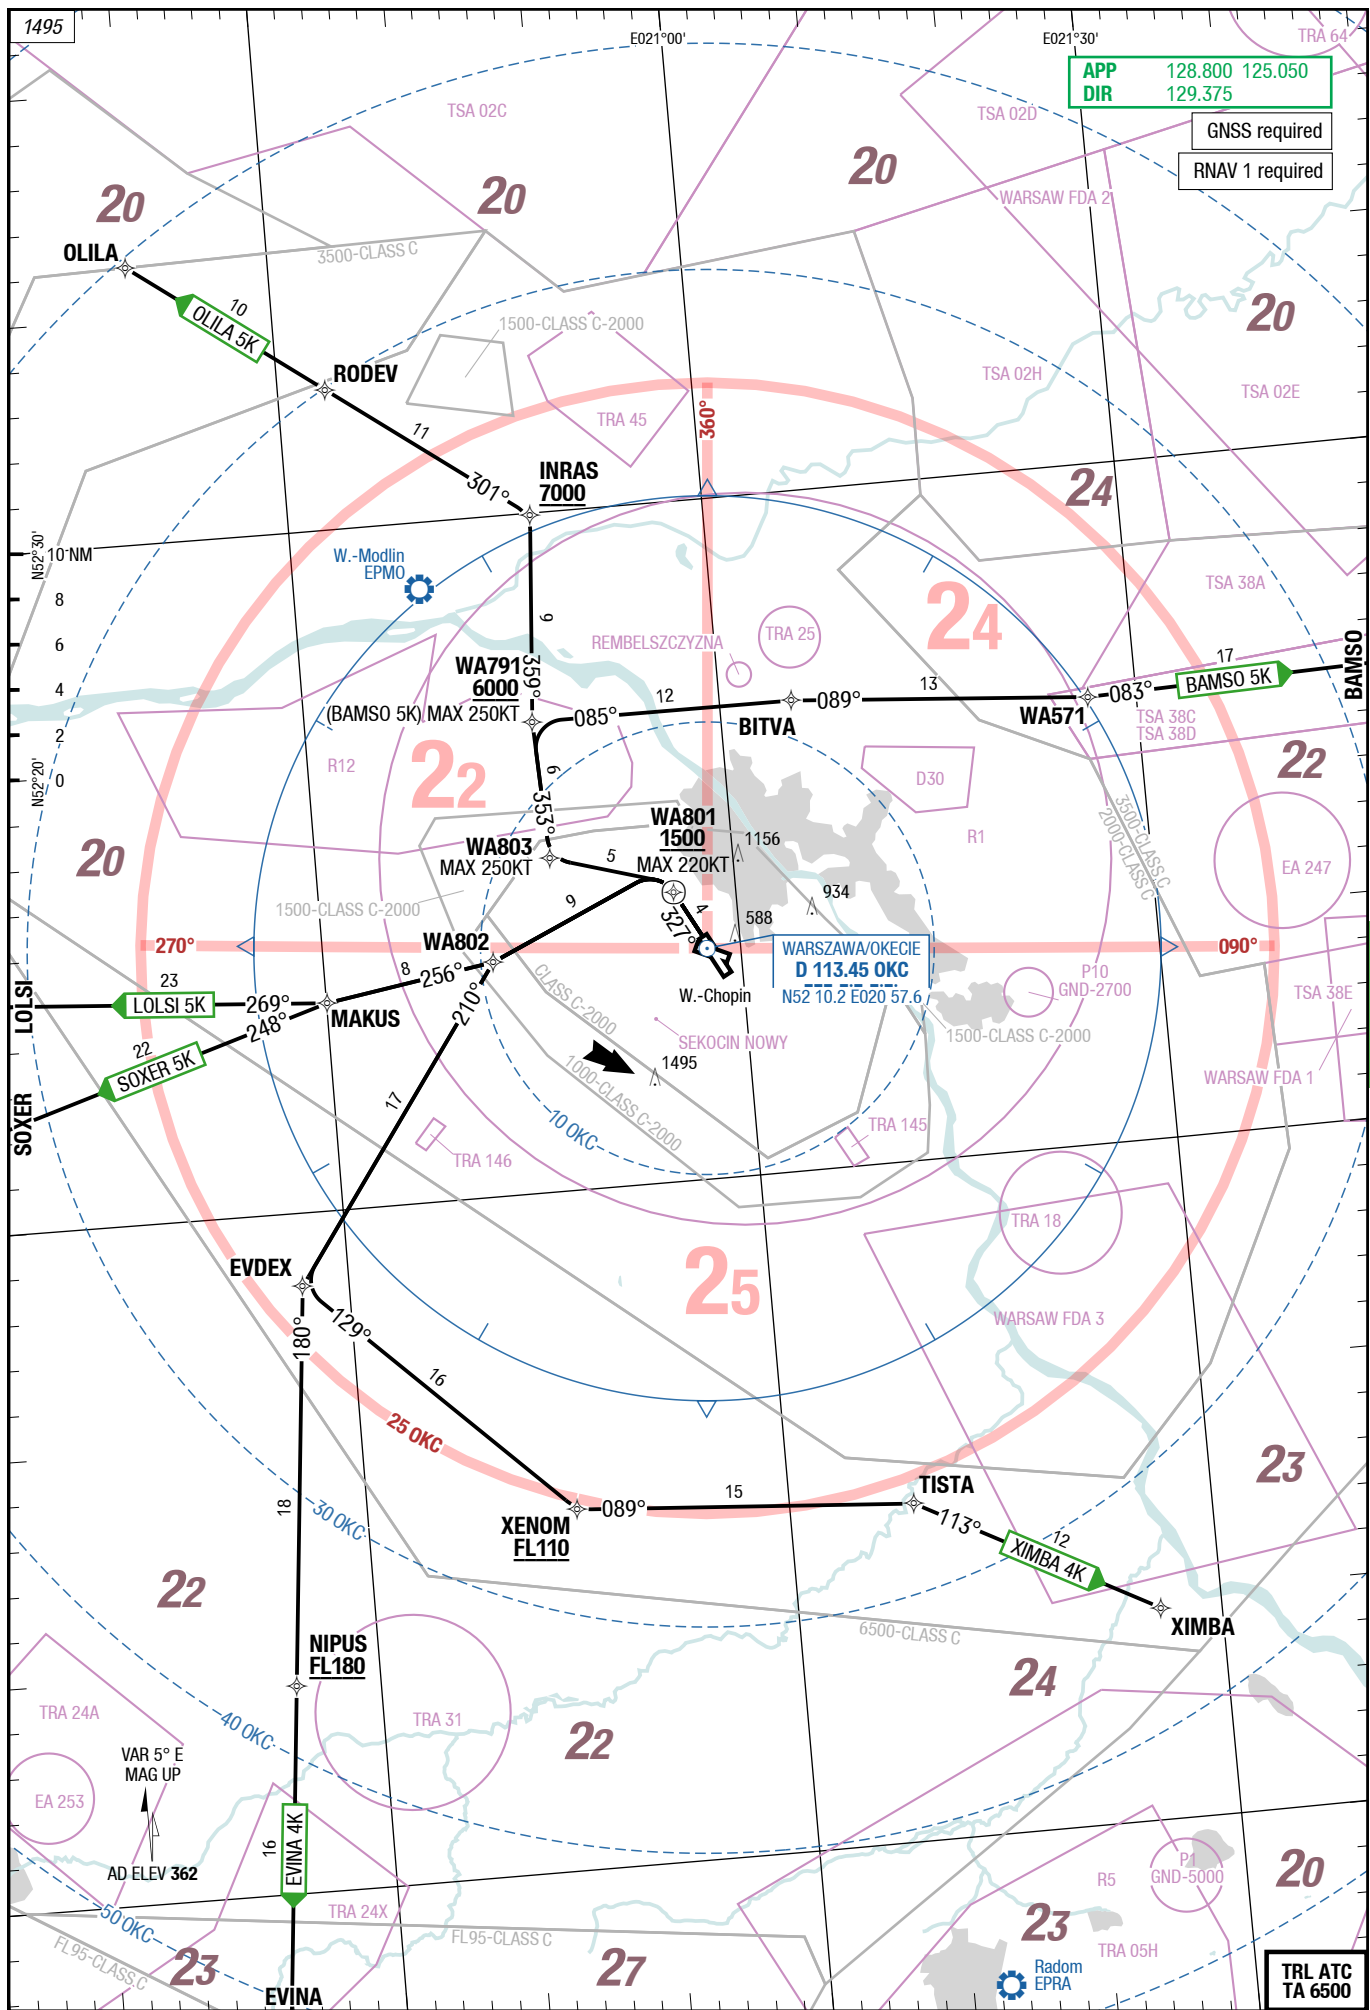 1495
E021°00'
E021°30'
TRA 64
APP 128.800 125.050
DIR 129.375
GNSS required
RNAV 1 required
TSA 02C
TSA 02D
20
20
20
WARSAW FDA 2
OLILA
3500-CLASS C
10
OLILA 5K
1500-CLASS C-2000
20
RODEV
TSA 02H
TSA 02E
TRA 45
360°
11
301°
INRAS
7000
24
N52°30'
10 NM
8
6
4
2
0
N52°20'
W.-Modlin
EPMO
TSA 38A
24
9
REMBELSZCZYZNA
TRA 25
WA791
6000
(BAMSO 5K) MAX 250KT
359°
085°
12
BITVA
089°
13
WA571
083°
17
BAMSO 5K
BAMSO
TSA 38C
TSA 38D
22
R12
22
6
353°
D30
R1
3500-CLASS C
2000-CLASS C
20
WA801
1500
MAX 220KT
WA803
MAX 250KT
5
1156
EA 247
934
588
4
327°
9
1500-CLASS C-2000
WA802
270°
090°
WARSZAWA/OKECIE
D 113.45 OKC
N52 10.2 E020 57.6
W.-Chopin
P10
GND-2700
TSA 38E
8
256°
23
LOLSI 5K
269°
LOLSI
MAKUS
248°
22
SOXER 5K
SOXER
210°
CLASS C-2000
SEKOCIN NOWY
1500-CLASS C-2000
1495
1000-CLASS C-2000
WARSAW FDA 1
17
10 OKC
TRA 145
TRA 146
TRA 18
EVDEX
25
180°
129°
WARSAW FDA 3
16
25 OKC
23
18
30 OKC
XENOM
FL110
089°
15
TISTA
113°
12
XIMBA 4K
XIMBA
22
6500-CLASS C
NIPUS
FL180
24
TRA 24A
40 OKC
TRA 31
22
VAR 5° E
MAG UP
EA 253
AD ELEV 362
16
EVINA 4K
P1
GND-5000
R5
20
TRA 24X
50 OKC
FL95-CLASS C
FL95-CLASS C
23
TRA 05H
23
27
Radom
EPRA
EVINA
TRL ATC
TA 6500